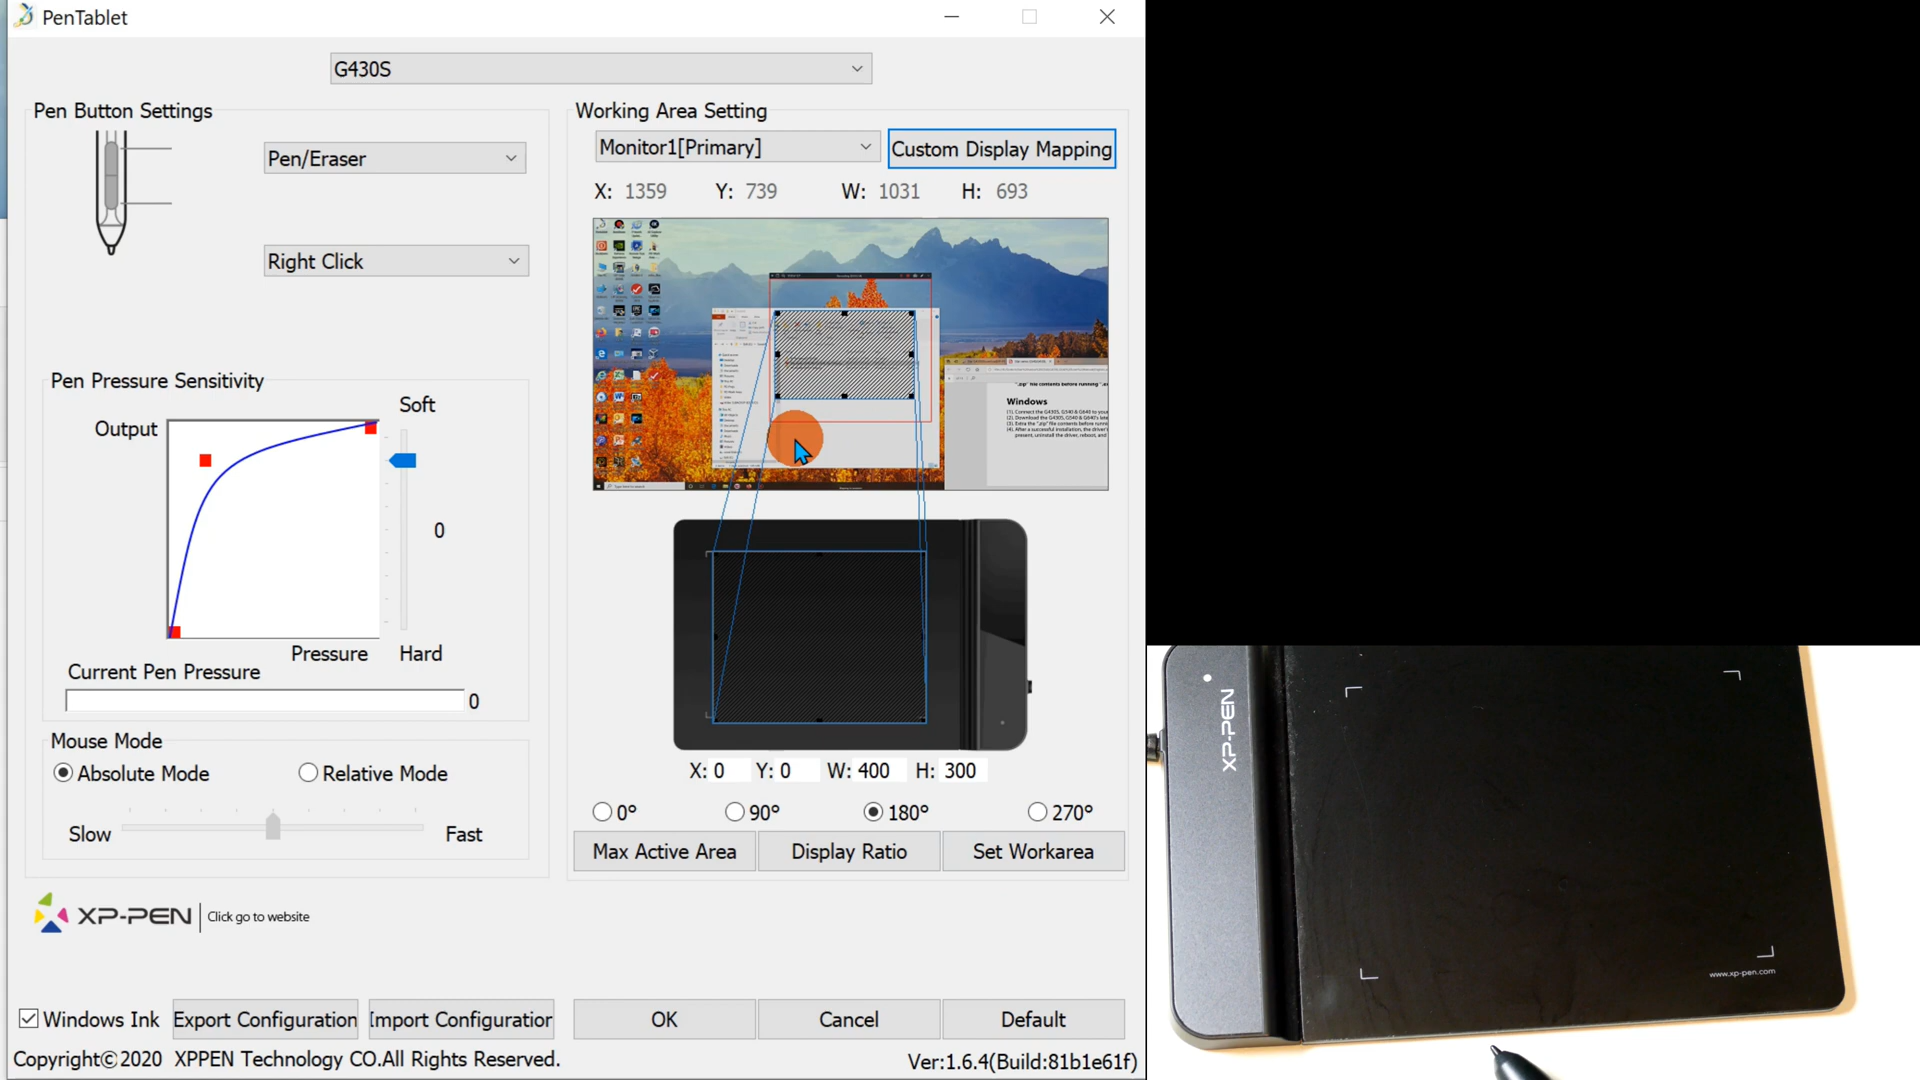 PenTablet
G430S
Pen Button Settings
Pen/Eraser
Right Click
Pen Pressure Sensitivity
Soft
Output
0
Pressure
Hard
Current Pen Pressure
0
Mouse Mode
Absolute Mode
Relative Mode
Slow
Fast
XP-PEN
Click go to website
Working Area Setting
Monitor1[Primary]
Custom Display Mapping
X: 1359 Y: 739 W: 1031 H: 693
Windows
X: 0 Y: 0 W: 400 H: 300
0° 90° 180° 270°
Max Active Area
Display Ratio
Set Workarea
Windows Ink
Export Configuration
Import Configuration
OK
Cancel
Default
Copyright©2020 XPPEN Technology CO.All Rights Reserved.
Ver:1.6.4(Build:81b1e61f)
XP-PEN
www.xp-pen.com